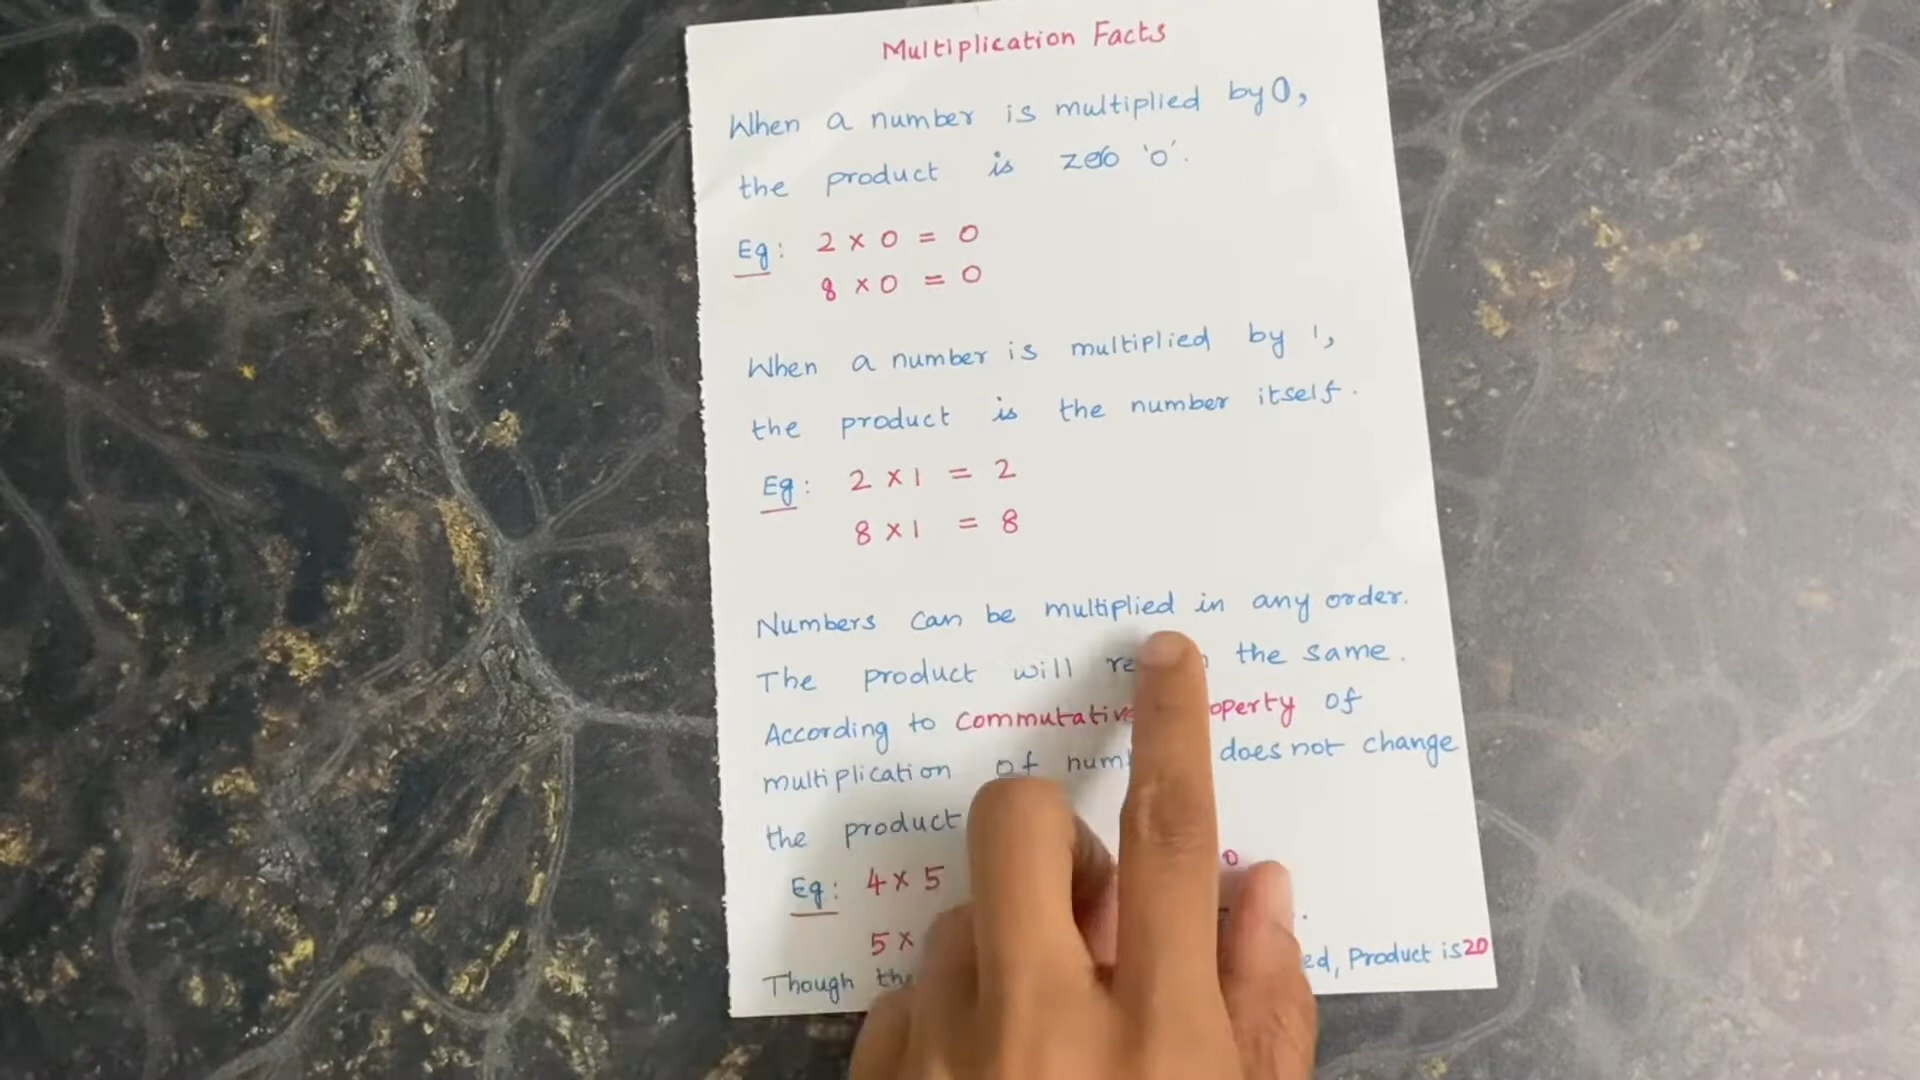 Multiplication Facts
When a number is multiplied by 0,
the product is zero '0'.
Eg: 2 × 0 = 0
8 × 0 = 0
When a number is multiplied by 1,
the product is the number itself.
Eg: 2 × 1 = 2
8 × 1 = 8
Numbers can be multiplied in any order.
The product will the same.
According to of
multiplication of does not change
the product
Eg: 4 × 5
5 ×
Though Product is 20